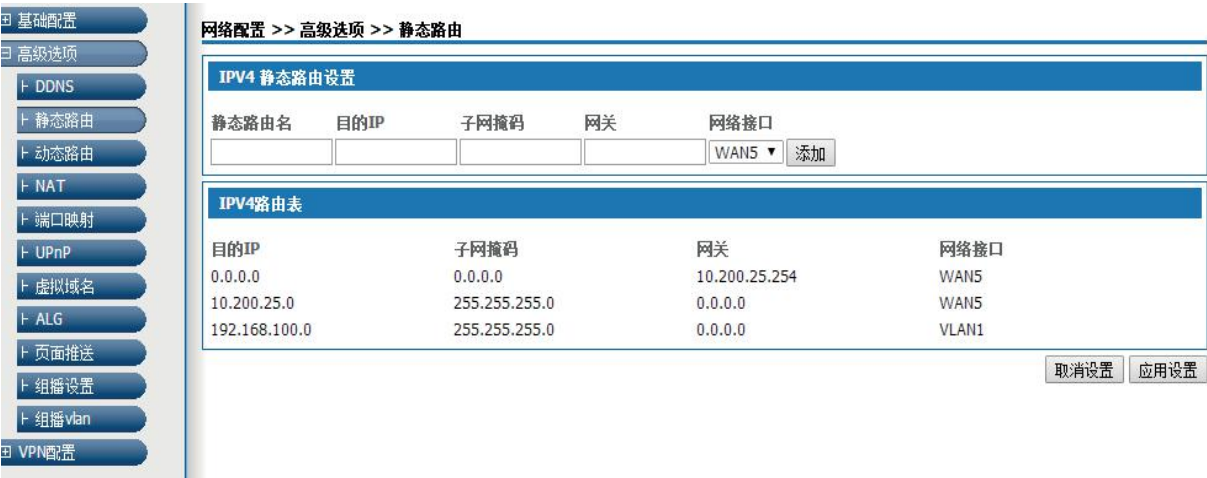 基础配置
高级选项
DDNS
静态路由
动态路由
NAT
端口映射
UPnP
虚拟域名
ALG
页面推送
组播设置
组播vlan
VPN配置
网络配置 >> 高级选项 >> 静态路由
IPV4 静态路由设置
静态路由名 目的IP 子网掩码 网关 网络接口
WAN5 添加
IPV4路由表
目的IP 子网掩码 网关 网络接口
0.0.0.0 0.0.0.0 10.200.25.254 WAN5
10.200.25.0 255.255.255.0 0.0.0.0 WAN5
192.168.100.0 255.255.255.0 0.0.0.0 VLAN1
取消设置 应用设置